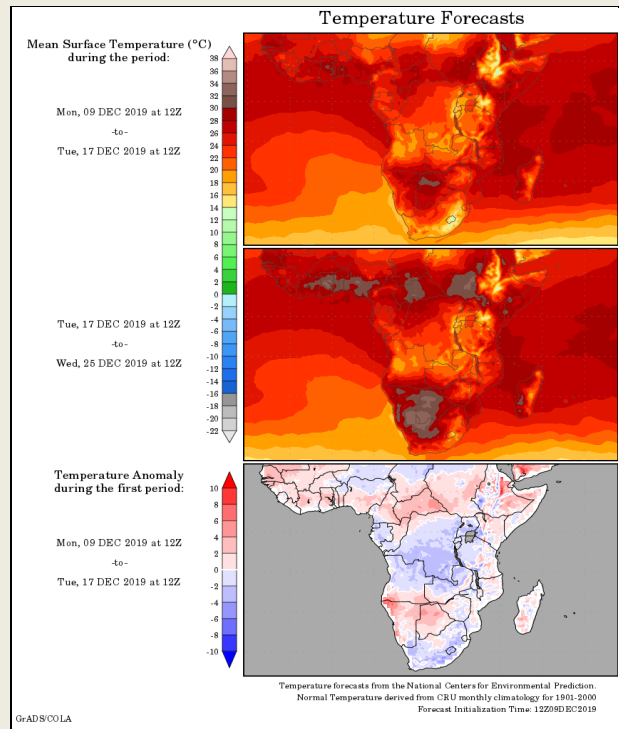 Temperature Forecasts
Mean Surface Temperature (°C)
during the period:
Mon, 09 DEC 2019 at 12Z
-to-
Tue, 17 DEC 2019 at 12Z
38
36
34
32
30
28
26
24
22
20
18
16
14
12
10
8
6
4
2
0
-2
-4
-6
-8
-10
-12
-14
-16
-18
-20
-22
Tue, 17 DEC 2019 at 12Z
-to-
Wed, 25 DEC 2019 at 12Z
Temperature Anomaly
during the first period:
Mon, 09 DEC 2019 at 12Z
-to-
Tue, 17 DEC 2019 at 12Z
10
8
6
4
2
0
-2
-4
-6
-8
-10
Temperature forecasts from the National Centers for Environmental Prediction.
Normal Temperature derived from CRU monthly climatology for 1901-2000
Forecast Initialization Time: 12Z09DEC2019
GrADS/COLA